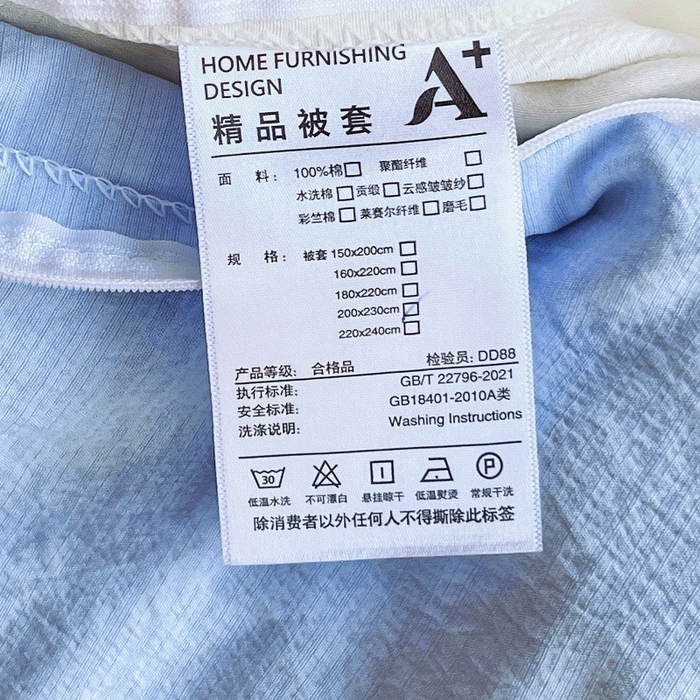 HOME FURNISHING
DESIGN
A+
精品被套
面 料: 100%棉□ 聚酯纤维 □
水洗棉□ 贡缎□ 云感皱皱纱□
彩竺棉□ 莱赛尔纤维□ 磨毛□
规 格: 被套 150x200cm □
160x220cm □
180x220cm □
200x230cm □
220x240cm □
产品等级: 合格品 检验员: DD88
执行标准: GB/T 22796-2021
安全标准: GB18401-2010A类
洗涤说明: Washing Instructions
30 P
低温水洗 不可漂白 悬挂晾干 低温熨烫 常规干洗
除消费者以外任何人不得撕除此标签